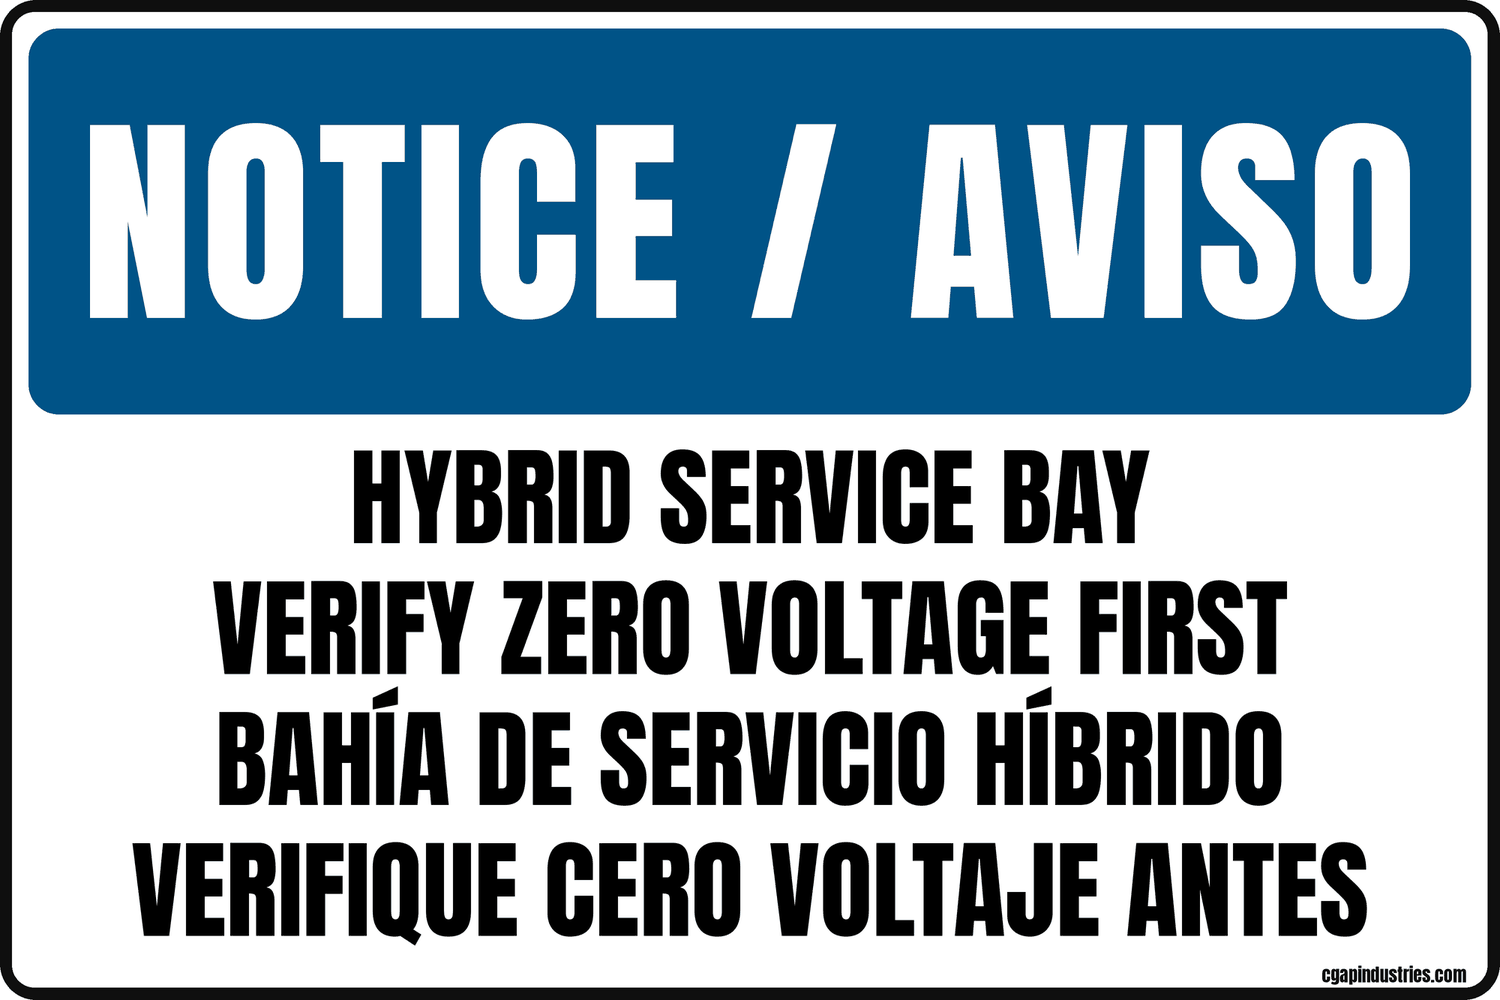 NOTICE / AVISO
HYBRID SERVICE BAY
VERIFY ZERO VOLTAGE FIRST
BAHÍA DE SERVICIO HÍBRIDO
VERIFIQUE CERO VOLTAJE ANTES
cgapindustries.com